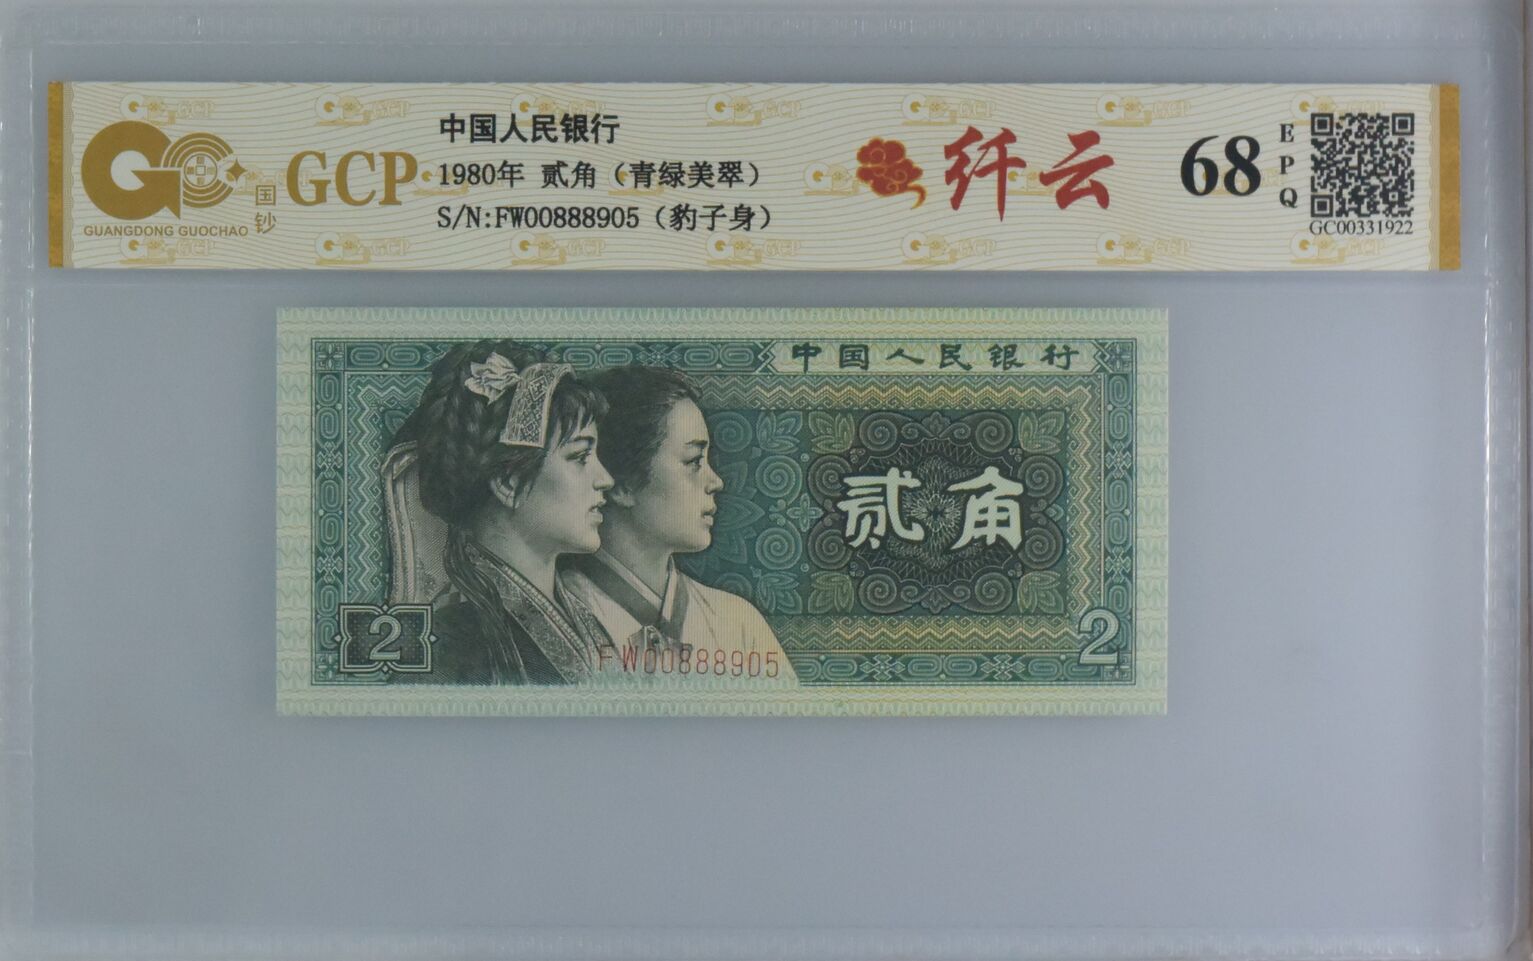 GCP
国钞
GUANGDONG GUOCHAO
中国人民银行
1980年 贰角（青绿美翠）
S/N:FW00888905（豹子身）
纤云
68
EPQ
GC00331922
中国人民银行
贰角
2
2
FW00888905